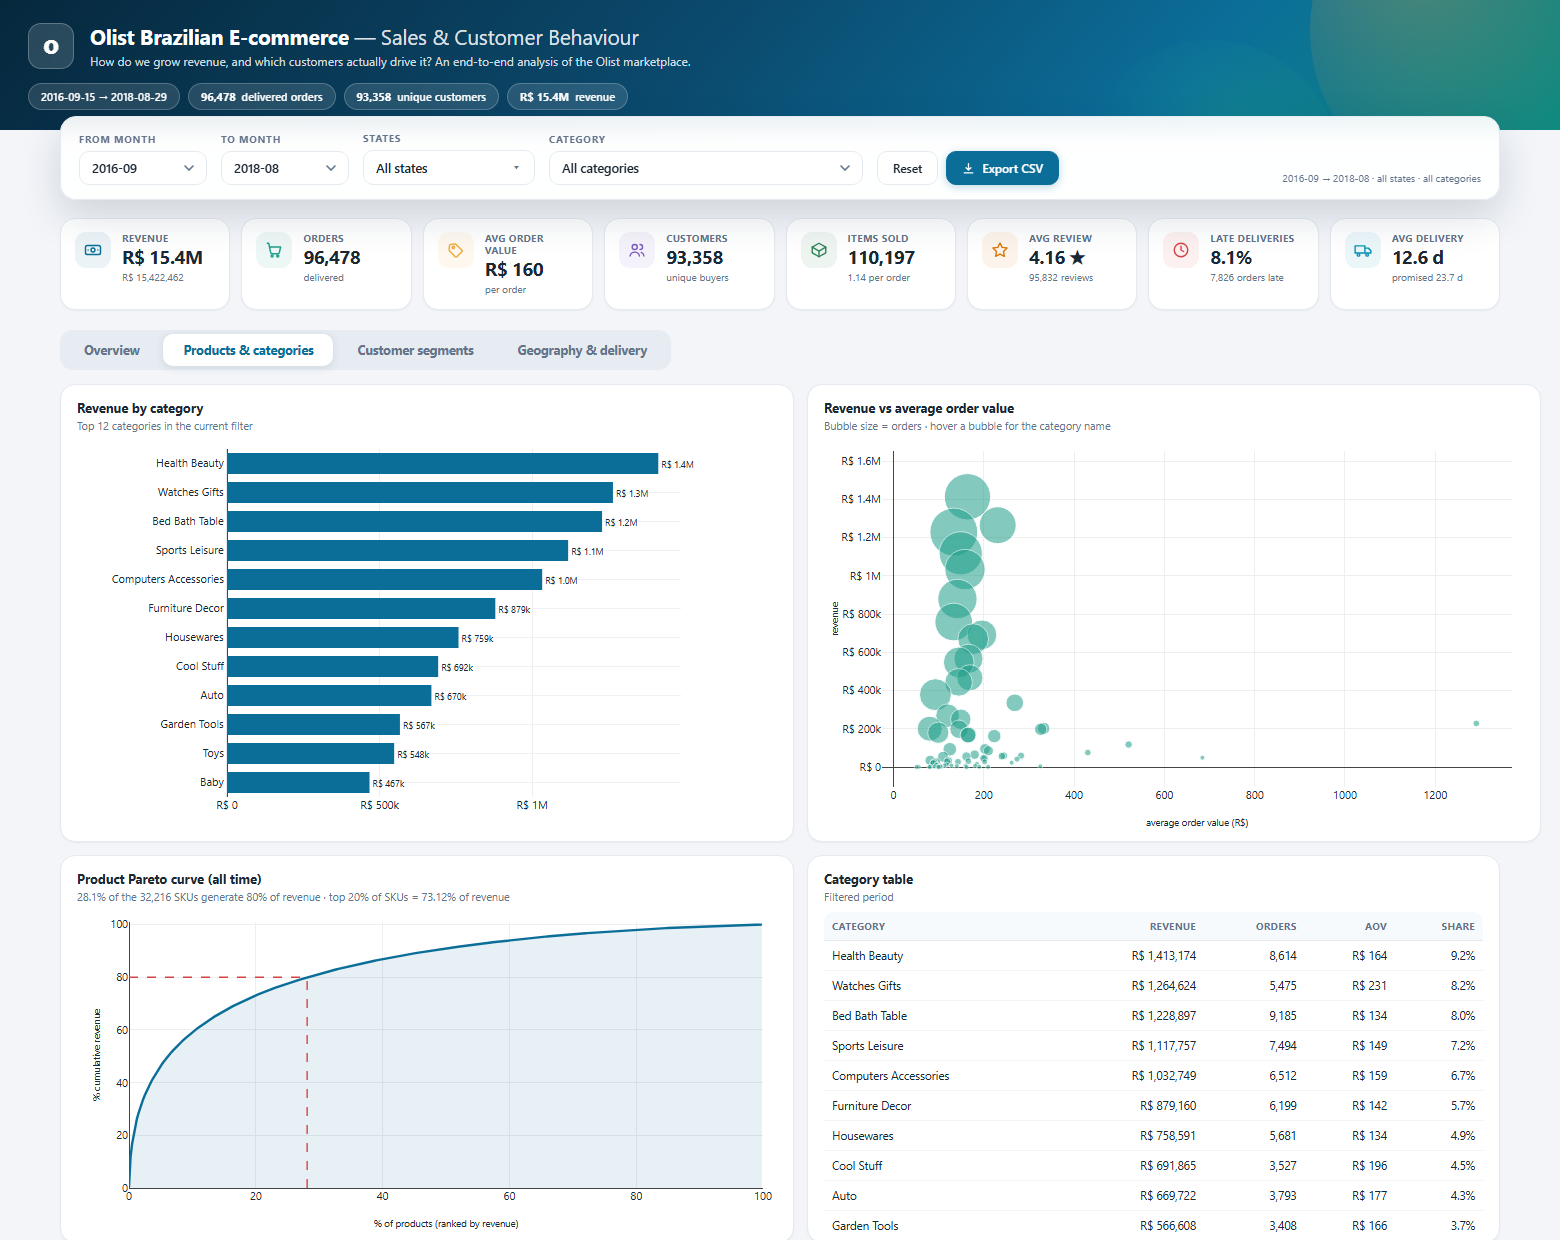 O
Olist Brazilian E-commerce — Sales & Customer Behaviour
How do we grow revenue, and which customers actually drive it? An end-to-end analysis of the Olist marketplace.
2016-09-15 → 2018-08-29
96,478 delivered orders
93,358 unique customers
R$ 15.4M revenue
FROM MONTH
TO MONTH
STATES
CATEGORY
2016-09
2018-08
All states
All categories
Reset
Export CSV
2016-09 → 2018-08 · all states · all categories
REVENUE
R$ 15.4M
R$ 15,422,462
ORDERS
96,478
delivered
AVG ORDER
VALUE
R$ 160
per order
CUSTOMERS
93,358
unique buyers
ITEMS SOLD
110,197
1.14 per order
AVG REVIEW
4.16 ★
95,832 reviews
LATE DELIVERIES
8.1%
7,826 orders late
AVG DELIVERY
12.6 d
promised 23.7 d
Overview
Products & categories
Customer segments
Geography & delivery
Revenue by category
Top 12 categories in the current filter
Health Beauty R$ 1.4M
Watches Gifts R$ 1.3M
Bed Bath Table R$ 1.2M
Sports Leisure R$ 1.1M
Computers Accessories R$ 1.0M
Furniture Decor R$ 879k
Housewares R$ 759k
Cool Stuff R$ 692k
Auto R$ 670k
Garden Tools R$ 567k
Toys R$ 548k
Baby R$ 467k
R$ 0 R$ 500k R$ 1M
Revenue vs average order value
Bubble size = orders · hover a bubble for the category name
R$ 1.6M
R$ 1.4M
R$ 1.2M
R$ 1M
R$ 800k
R$ 600k
R$ 400k
R$ 200k
R$ 0
revenue
0 200 400 600 800 1000 1200
average order value (R$)
Product Pareto curve (all time)
28.1% of the 32,216 SKUs generate 80% of revenue · top 20% of SKUs = 73.12% of revenue
100
80
60
40
20
0
% cumulative revenue
0 20 40 60 80 100
% of products (ranked by revenue)
Category table
Filtered period
CATEGORY REVENUE ORDERS AOV SHARE
Health Beauty R$ 1,413,174 8,614 R$ 164 9.2%
Watches Gifts R$ 1,264,624 5,475 R$ 231 8.2%
Bed Bath Table R$ 1,228,897 9,185 R$ 134 8.0%
Sports Leisure R$ 1,117,757 7,494 R$ 149 7.2%
Computers Accessories R$ 1,032,749 6,512 R$ 159 6.7%
Furniture Decor R$ 879,160 6,199 R$ 142 5.7%
Housewares R$ 758,591 5,681 R$ 134 4.9%
Cool Stuff R$ 691,865 3,527 R$ 196 4.5%
Auto R$ 669,722 3,793 R$ 177 4.3%
Garden Tools R$ 566,608 3,408 R$ 166 3.7%